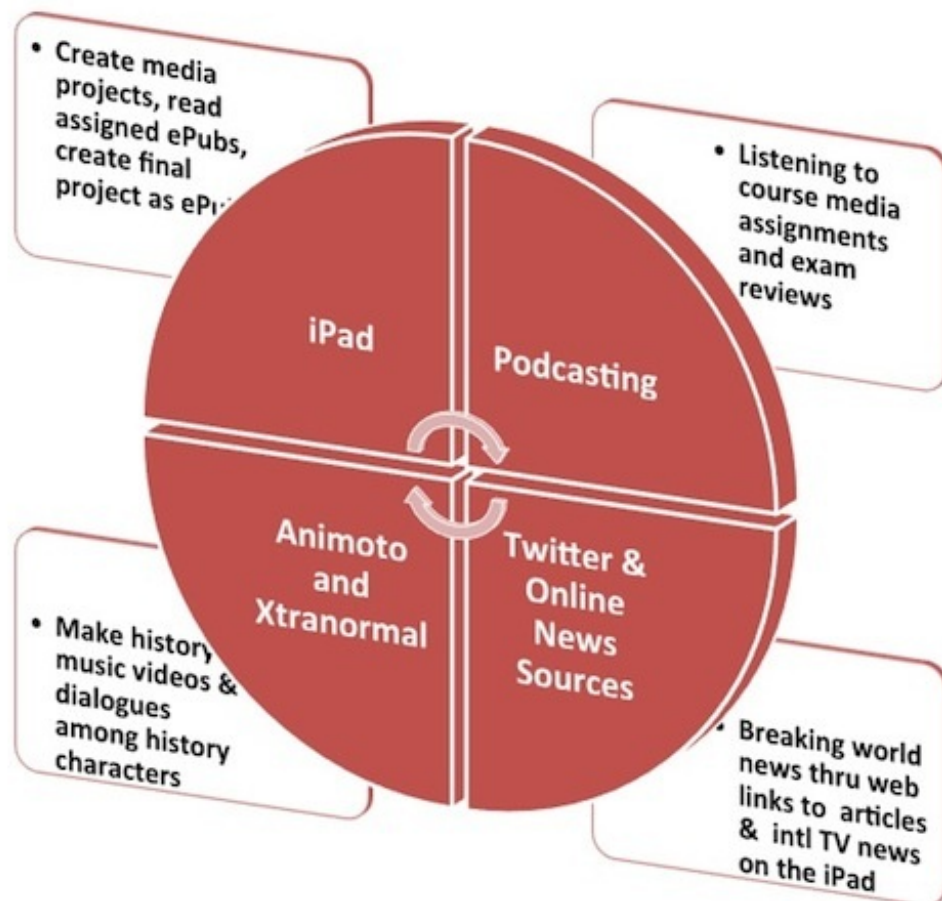 • Create media
projects, read
assigned ePubs,
create final
project as
iPad
• Listening to
course media
assignments
and exam
reviews
Podcasting
Animoto
and
Xtranormal
• Make history
music videos &
dialogues
among history
characters
Twitter &
Online
News
Sources
• Breaking world
news thru web
links to articles
& intl TV news
on the iPad